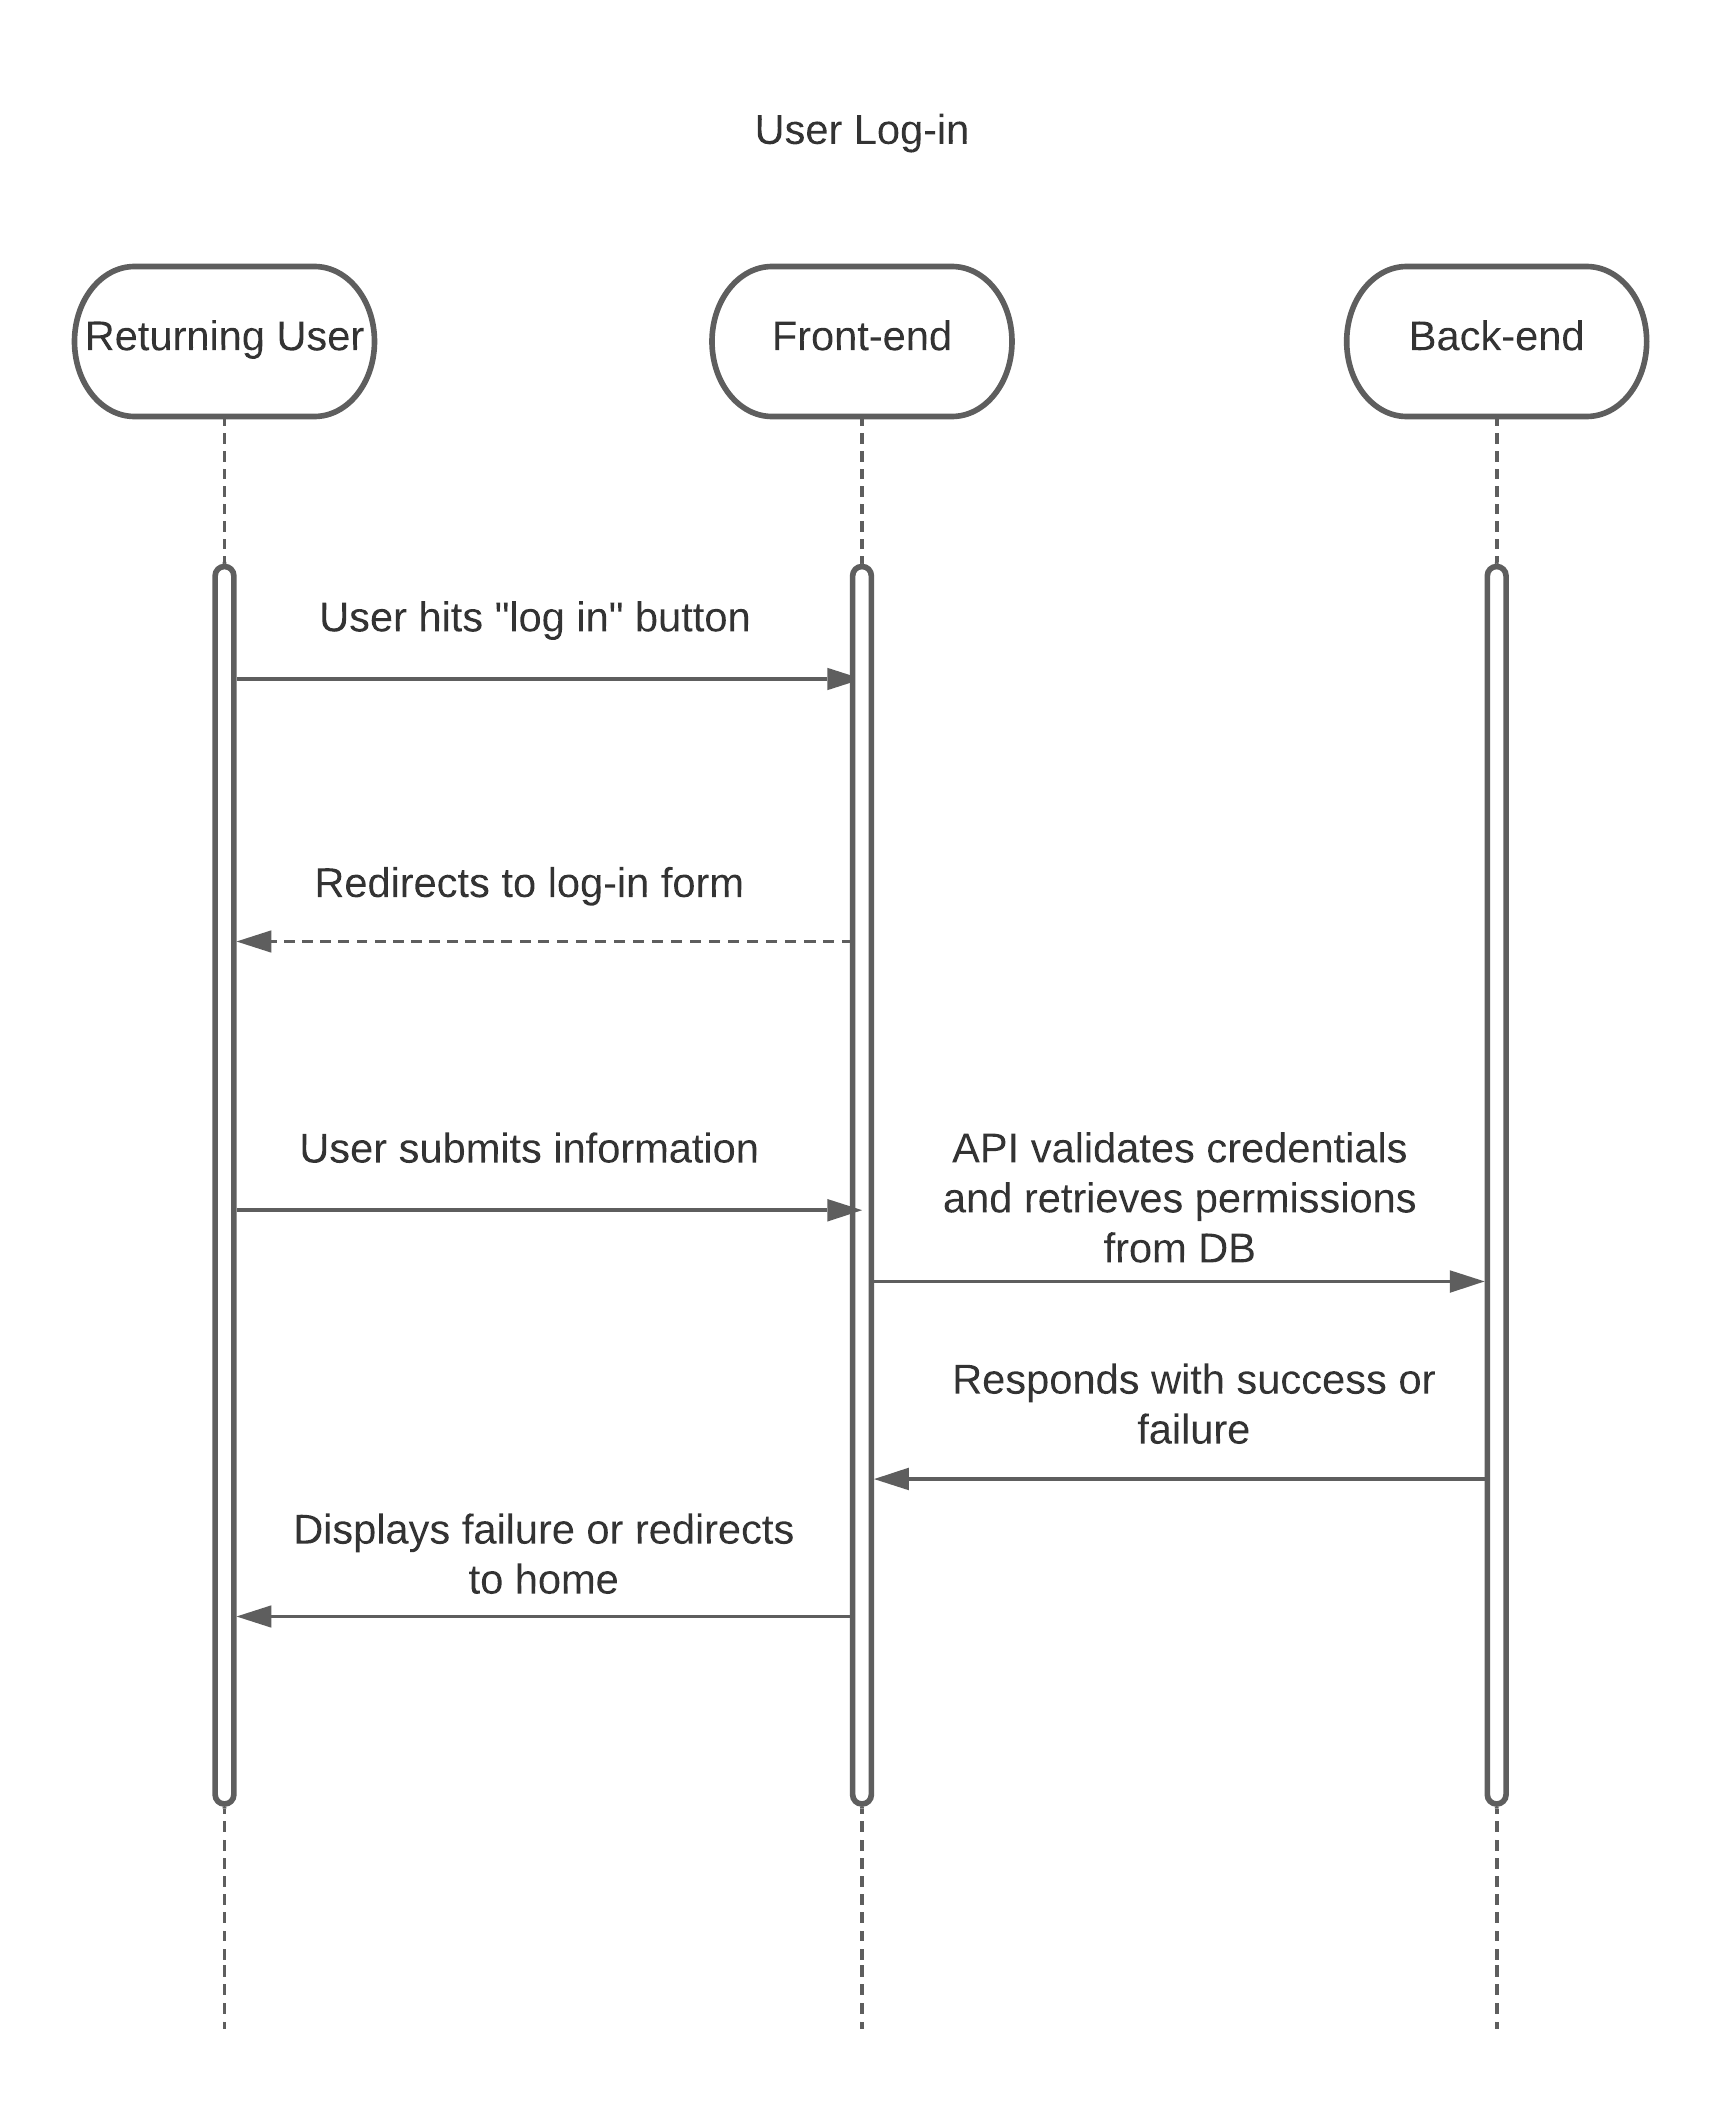 User Log-in
Returning User
Front-end
Back-end
User hits "log in" button
Redirects to log-in form
User submits information
API validates credentials
and retrieves permissions
from DB
Responds with success or
failure
Displays failure or redirects
to home